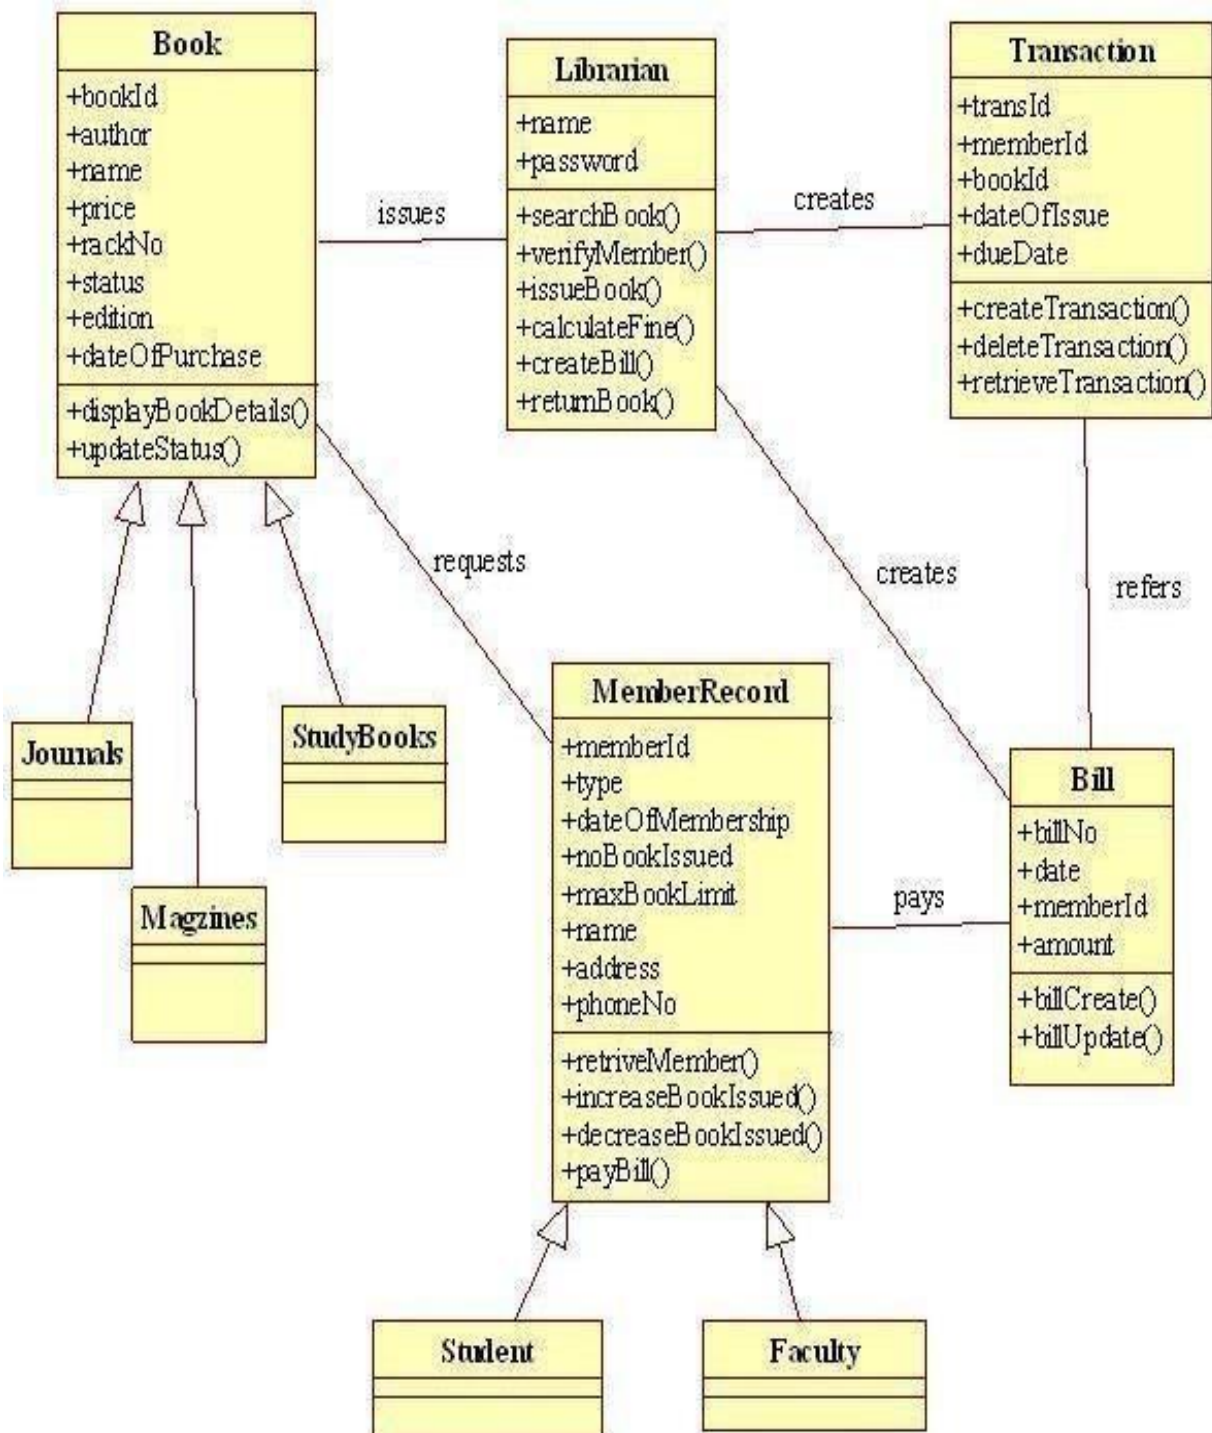 Book
+bookId
+author
+name
+price
+rackNo
+status
+edition
+dateOfPurchase
+displayBookDetails()
+updateStatus()
issues
Librarian
+name
+password
+searchBook()
+verifyMember()
+issueBook()
+calculateFine()
+createBill()
+returnBook()
creates
Transaction
+transId
+memberId
+bookId
+dateOfIssue
+dueDate
+createTransaction()
+deleteTransaction()
+retrieveTransaction()
requests
creates
refers
Journals
StudyBooks
Magzines
MemberRecord
+memberId
+type
+dateOfMembership
+noBookIssued
+maxBookLimit
+name
+address
+phoneNo
+retriveMember()
+increaseBookIssued()
+decreaseBookIssued()
+payBill()
pays
Bill
+billNo
+date
+memberId
+amount
+billCreate()
+billUpdate()
Student
Faculty